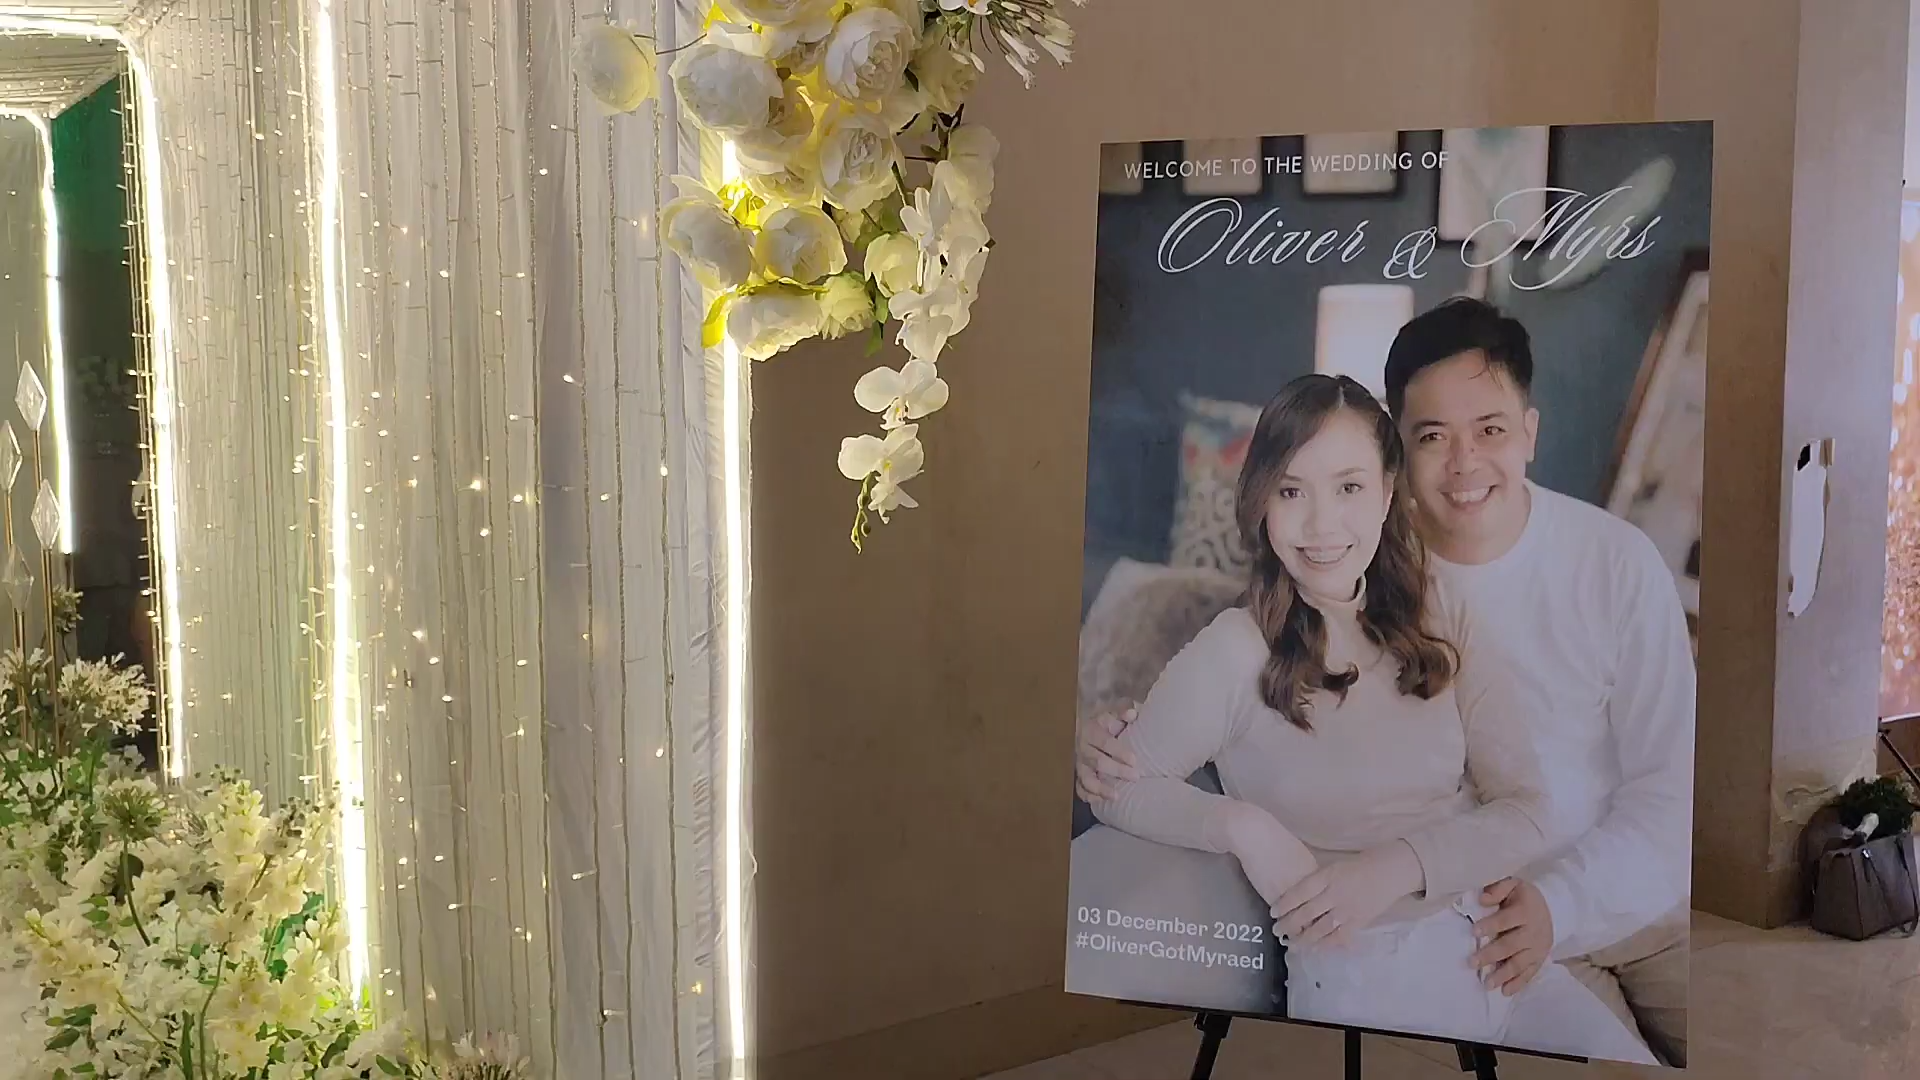 WELCOME TO THE WEDDING OF
Oliver & Myrs
03 December 2022
#OliverGotMyraed